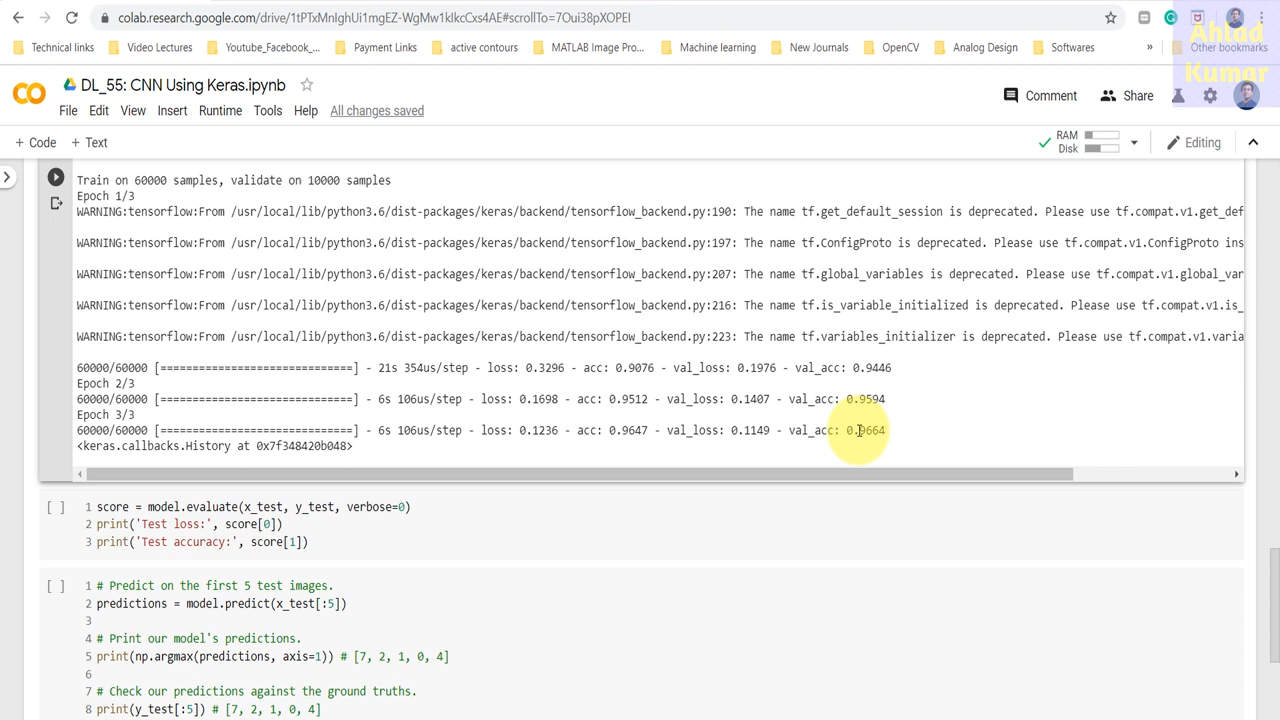 colab.research.google.com/drive/1tPTxMnIghUi1mgEZ-WgMw1kIkcCxs4AE#scrollTo=7Oui38pXOPEI
Technical links
Video Lectures
Youtube_Facebook_...
Payment Links
active contours
MATLAB Image Pro...
Machine learning
New Journals
OpenCV
Analog Design
Softwares
»
Other bookmarks
Ahlad
Kumar
DL_55: CNN Using Keras.ipynb
File Edit View Insert Runtime Tools Help All changes saved
Comment
Share
+ Code + Text
RAM
Disk
Editing
Train on 60000 samples, validate on 10000 samples
Epoch 1/3
WARNING:tensorflow:From /usr/local/lib/python3.6/dist-packages/keras/backend/tensorflow_backend.py:190: The name tf.get_default_session is deprecated. Please use tf.compat.v1.get_def
WARNING:tensorflow:From /usr/local/lib/python3.6/dist-packages/keras/backend/tensorflow_backend.py:197: The name tf.ConfigProto is deprecated. Please use tf.compat.v1.ConfigProto ins
WARNING:tensorflow:From /usr/local/lib/python3.6/dist-packages/keras/backend/tensorflow_backend.py:207: The name tf.global_variables is deprecated. Please use tf.compat.v1.global_var
WARNING:tensorflow:From /usr/local/lib/python3.6/dist-packages/keras/backend/tensorflow_backend.py:216: The name tf.is_variable_initialized is deprecated. Please use tf.compat.v1.is_
WARNING:tensorflow:From /usr/local/lib/python3.6/dist-packages/keras/backend/tensorflow_backend.py:223: The name tf.variables_initializer is deprecated. Please use tf.compat.v1.varia
60000/60000 [==============================] - 21s 354us/step - loss: 0.3296 - acc: 0.9076 - val_loss: 0.1976 - val_acc: 0.9446
Epoch 2/3
60000/60000 [==============================] - 6s 106us/step - loss: 0.1698 - acc: 0.9512 - val_loss: 0.1407 - val_acc: 0.9594
Epoch 3/3
60000/60000 [==============================] - 6s 106us/step - loss: 0.1236 - acc: 0.9647 - val_loss: 0.1149 - val_acc: 0.9664
<keras.callbacks.History at 0x7f348420b048>
[ ] 1 score = model.evaluate(x_test, y_test, verbose=0)
2 print('Test loss:', score[0])
3 print('Test accuracy:', score[1])
[ ] 1 # Predict on the first 5 test images.
2 predictions = model.predict(x_test[:5])
3
4 # Print our model's predictions.
5 print(np.argmax(predictions, axis=1)) # [7, 2, 1, 0, 4]
6
7 # Check our predictions against the ground truths.
8 print(y_test[:5]) # [7, 2, 1, 0, 4]